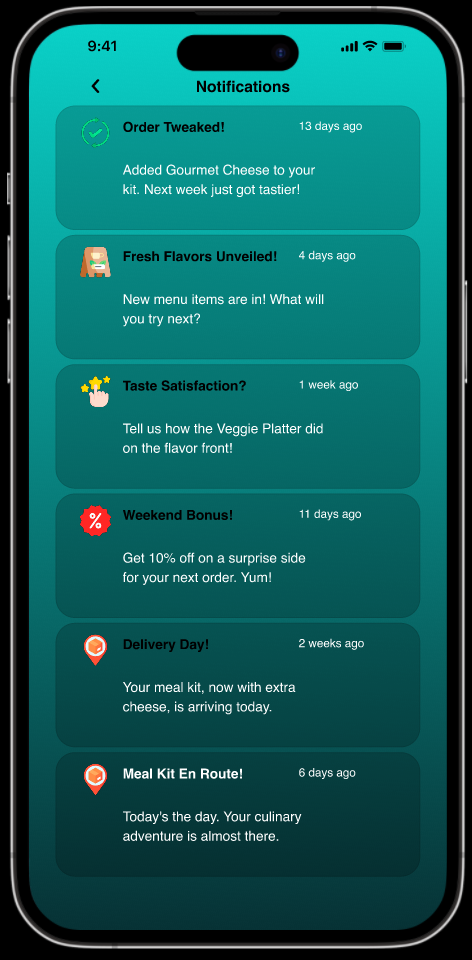 9:41
Notifications
Order Tweaked! 13 days ago
Added Gourmet Cheese to your
kit. Next week just got tastier!
Fresh Flavors Unveiled! 4 days ago
New menu items are in! What will
you try next?
Taste Satisfaction? 1 week ago
Tell us how the Veggie Platter did
on the flavor front!
%
Weekend Bonus! 11 days ago
Get 10% off on a surprise side
for your next order. Yum!
Delivery Day! 2 weeks ago
Your meal kit, now with extra
cheese, is arriving today.
Meal Kit En Route! 6 days ago
Today's the day. Your culinary
adventure is almost there.